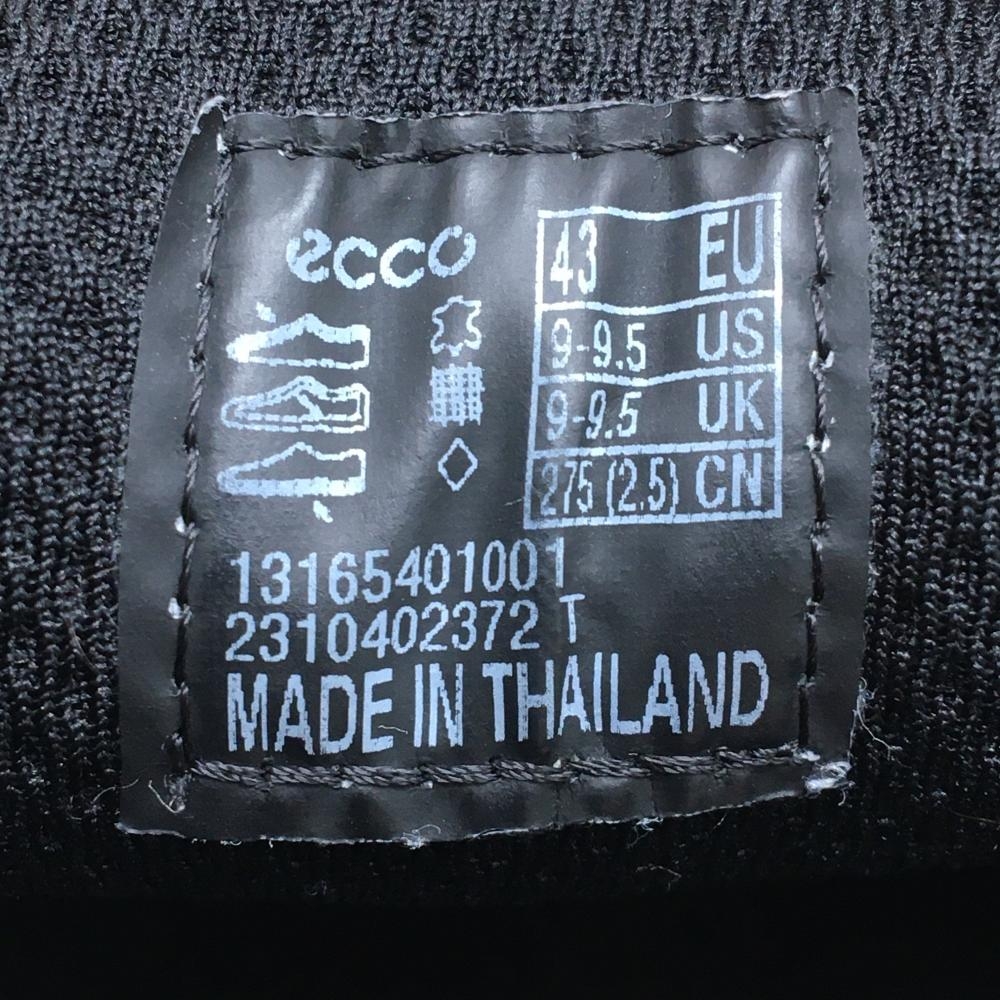 ecco
43 EU
9-9.5 US
9-9.5 UK
275 (2.5) CN
13165401001
2310402372 T
MADE IN THAILAND